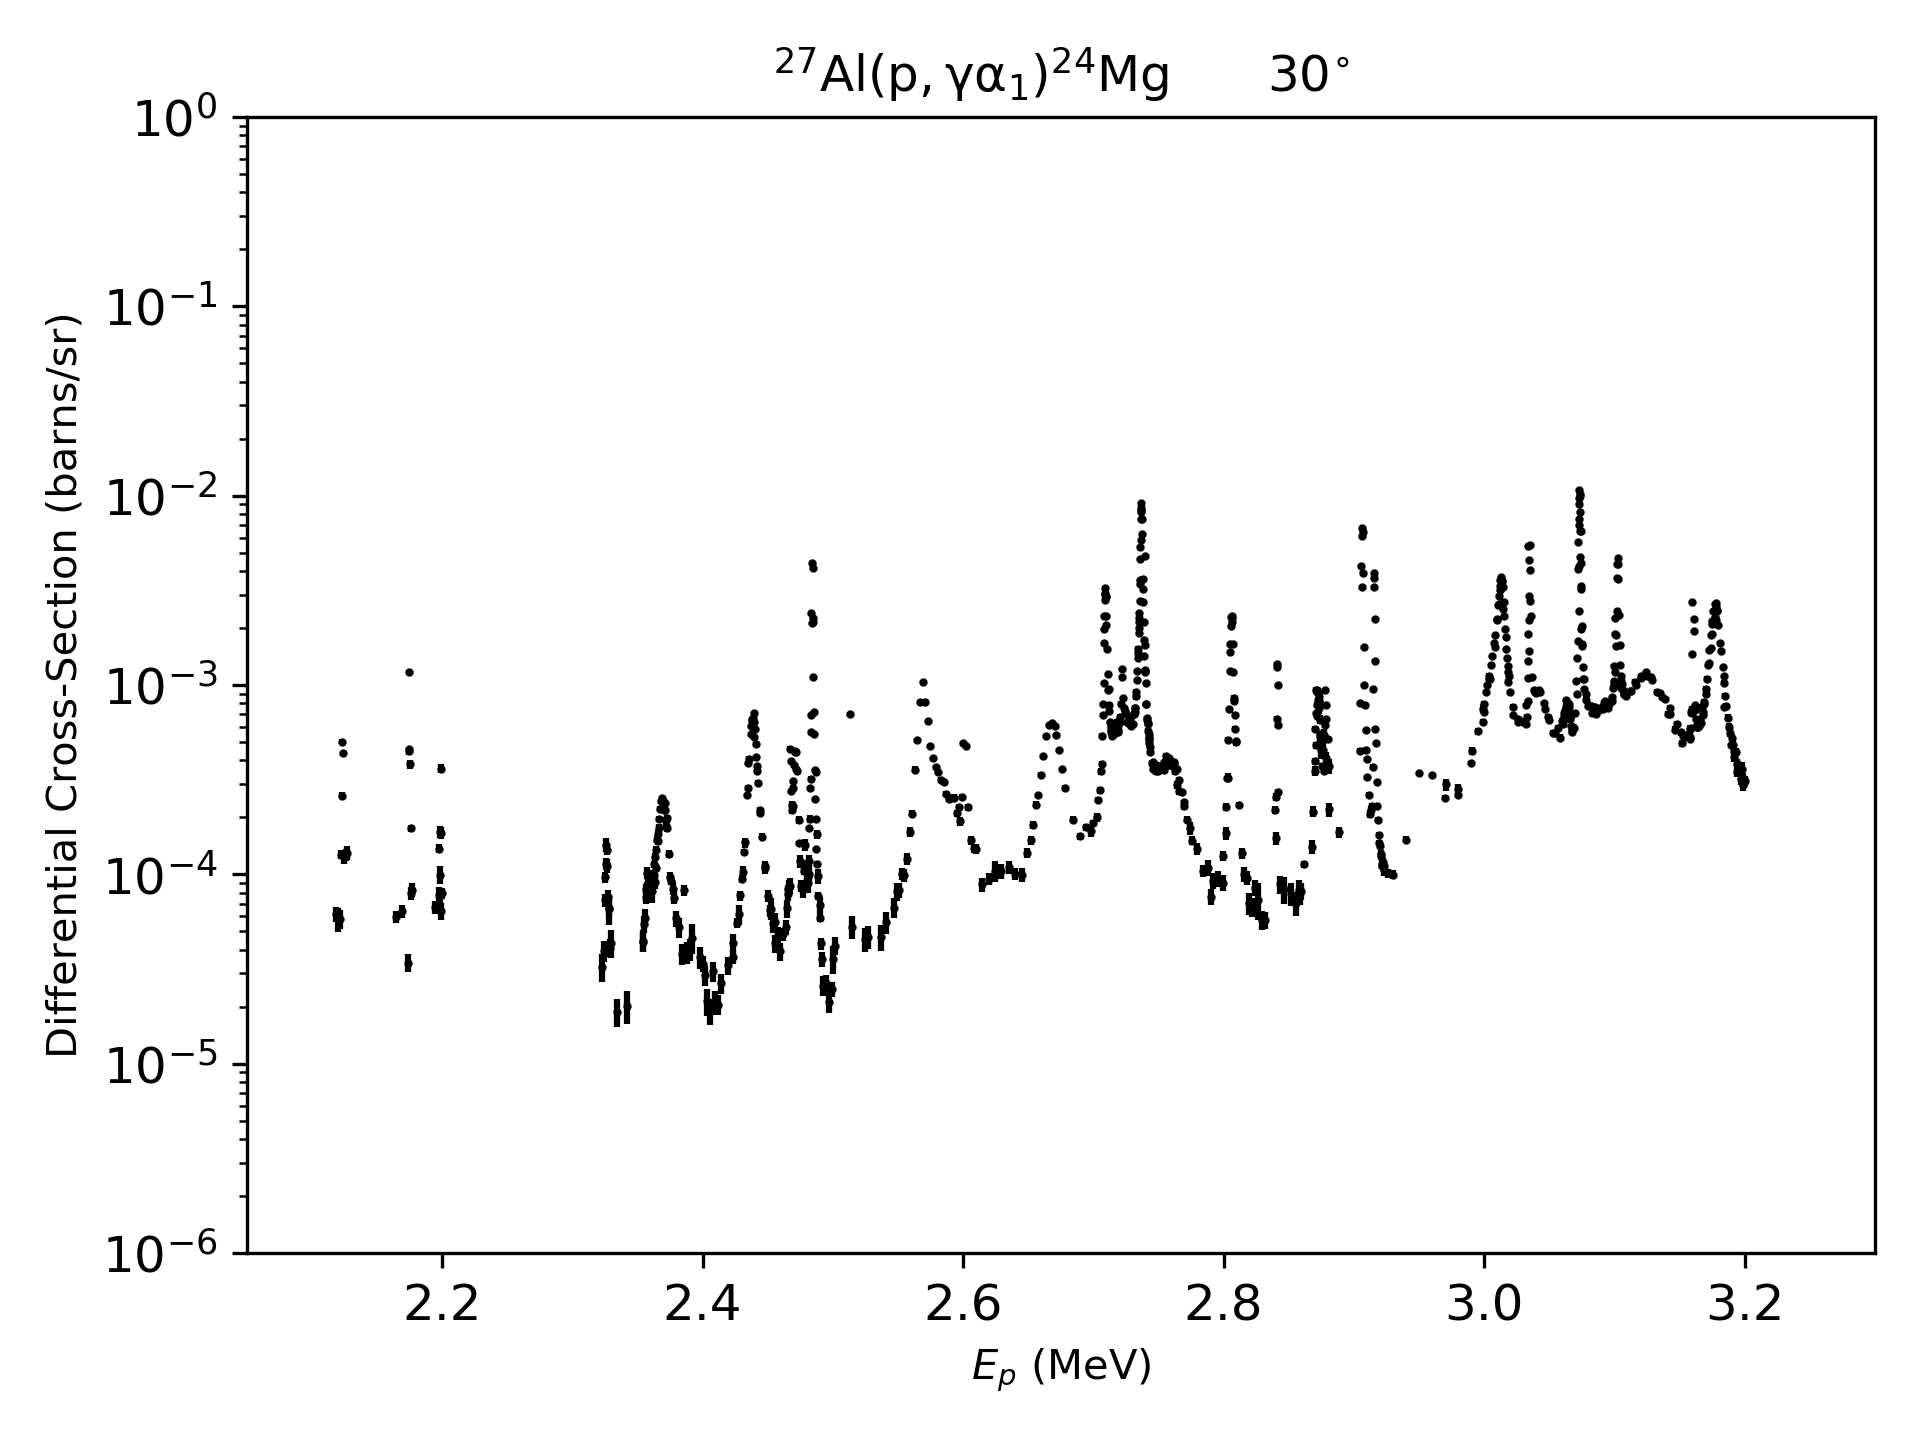 ²⁷Al(p, γα₁)²⁴Mg 30°
10⁰
10⁻¹
10⁻²
10⁻³
10⁻⁴
10⁻⁵
10⁻⁶
Differential Cross-Section (barns/sr)
2.2 2.4 2.6 2.8 3.0 3.2
Eₚ (MeV)